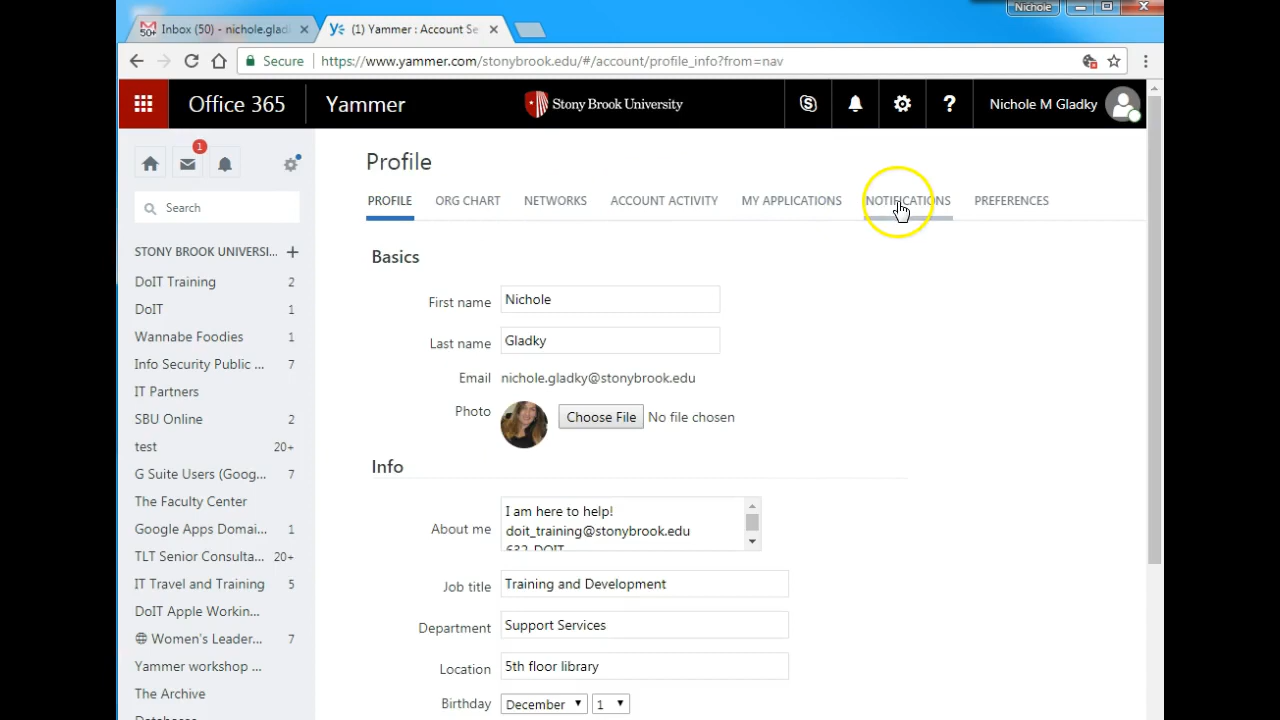 Nichole
Inbox (50) - nichole.gladl
(1) Yammer : Account Se
Secure
https://www.yammer.com/stonybrook.edu/#/account/profile_info?from=nav
Office 365
Yammer
Stony Brook University
Nichole M Gladky
1
Search
STONY BROOK UNIVERSI...
DoIT Training 2
DoIT 1
Wannabe Foodies 1
Info Security Public ... 7
IT Partners
SBU Online 2
test 20+
G Suite Users (Goog... 7
The Faculty Center
Google Apps Domai... 1
TLT Senior Consulta... 20+
IT Travel and Training 5
DoIT Apple Workin...
Women's Leader... 7
Yammer workshop ...
The Archive
Databases
Profile
PROFILE ORG CHART NETWORKS ACCOUNT ACTIVITY MY APPLICATIONS NOTIFICATIONS PREFERENCES
Basics
First name Nichole
Last name Gladky
Email nichole.gladky@stonybrook.edu
Photo Choose File No file chosen
Info
About me I am here to help!
doit_training@stonybrook.edu
632-DOIT
Job title Training and Development
Department Support Services
Location 5th floor library
Birthday December 1